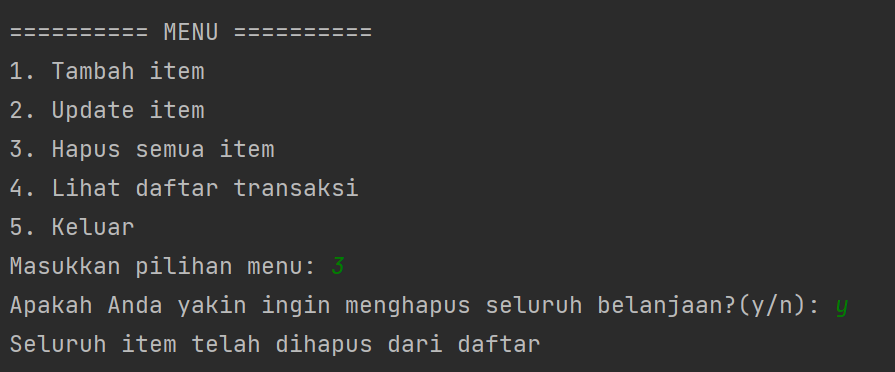 ========== MENU ==========
1. Tambah item
2. Update item
3. Hapus semua item
4. Lihat daftar transaksi
5. Keluar
Masukkan pilihan menu: 3
Apakah Anda yakin ingin menghapus seluruh belanjaan?(y/n): y
Seluruh item telah dihapus dari daftar